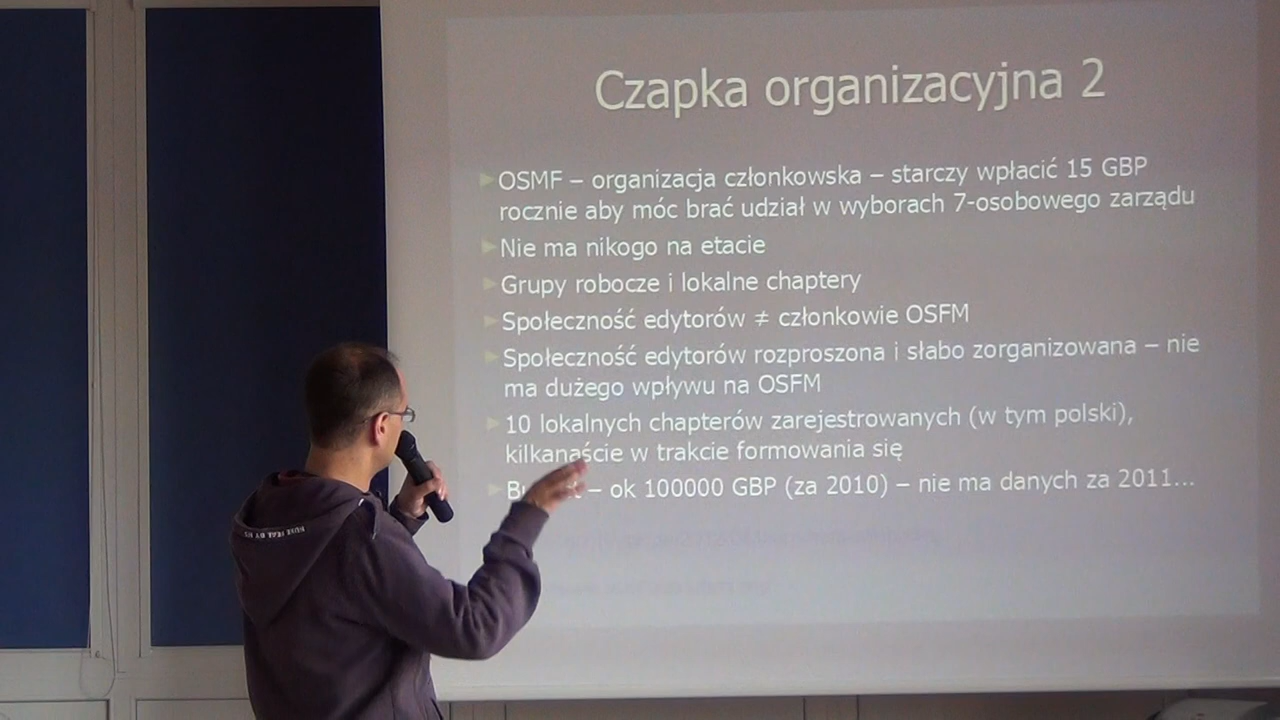 Czapka organizacyjna 2
OSMF – organizacja członkowska – starczy wpłacić 15 GBP
rocznie aby móc brać udział w wyborach 7-osobowego zarządu
Nie ma nikogo na etacie
Grupy robocze i lokalne chaptery
Społeczność edytorów ≠ członkowie OSFM
Społeczność edytorów rozproszona i słabo zorganizowana – nie
ma dużego wpływu na OSFM
10 lokalnych chapterów zarejestrowanych (w tym polski),
kilkanaście w trakcie formowania się
– ok 100000 GBP (za 2010) – nie ma danych za 2011...